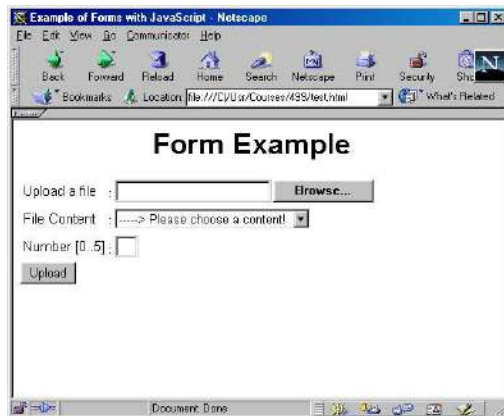 Example of Forms with JavaScript - Netscape
File Edit View Go Communicator Help
Back Forward Reload Home Search Netscape Print Security
Bookmarks Location: file:///C|/Usr/Courses/499/test.html What's Related
Form Example
Upload a file : Browse...
File Content : -----> Please choose a content!
Number [0..5] :
Upload
Document: Done